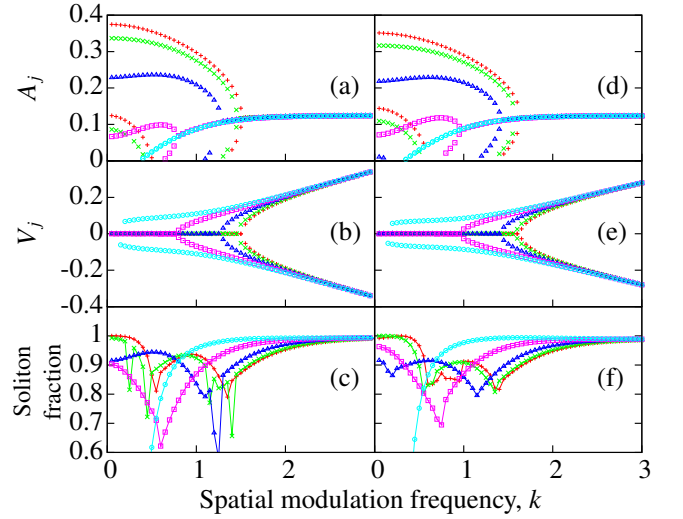 A_j
0.4
0.3
0.2
0.1
0
(a)
(d)
V_j
0.2
0
-0.2
-0.4
(b)
(e)
Soliton
fraction
1
0.9
0.8
0.7
0.6
(c)
(f)
0 1 2 0 1 2 3
Spatial modulation frequency, k